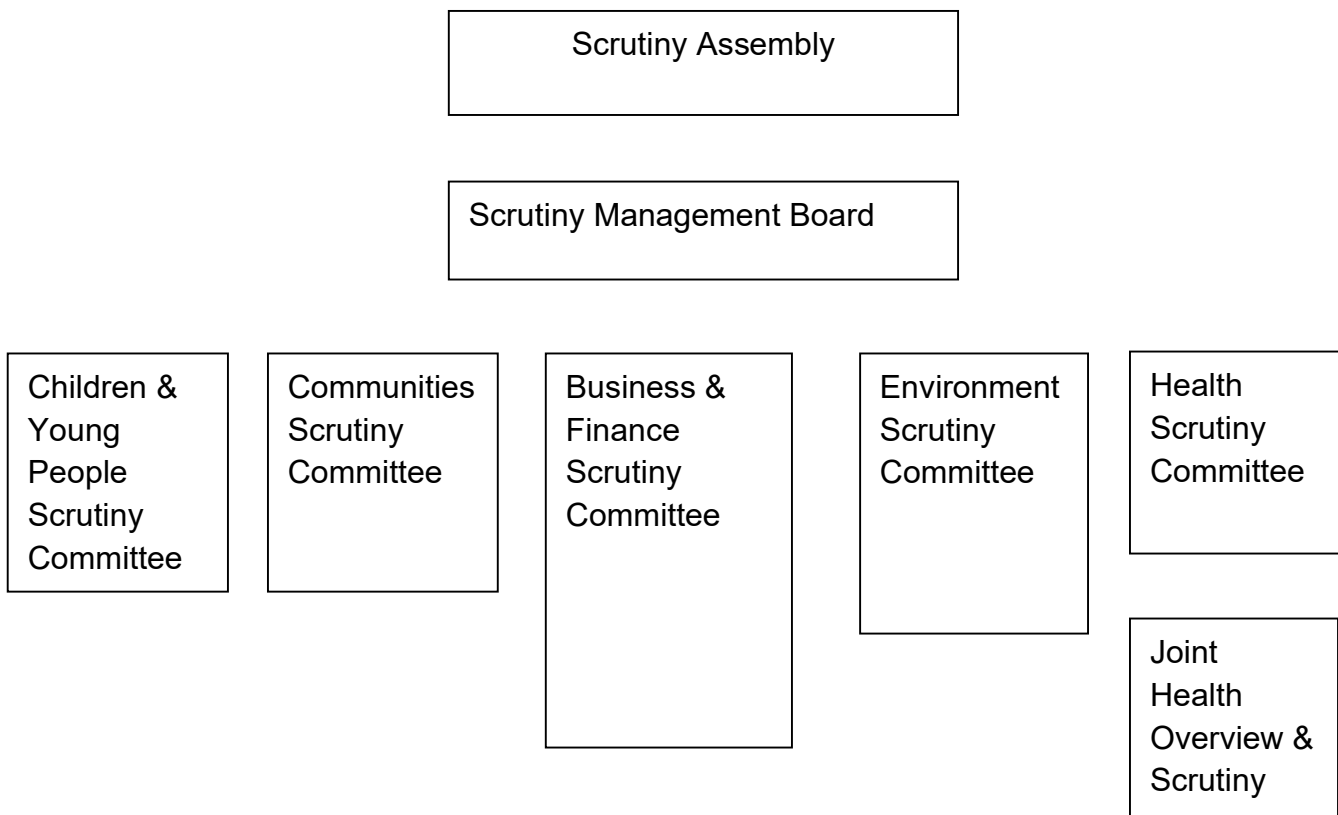 Scrutiny Assembly
Scrutiny Management Board
Children &
Young
People
Scrutiny
Committee
Communities
Scrutiny
Committee
Business &
Finance
Scrutiny
Committee
Environment
Scrutiny
Committee
Health
Scrutiny
Committee
Joint
Health
Overview &
Scrutiny